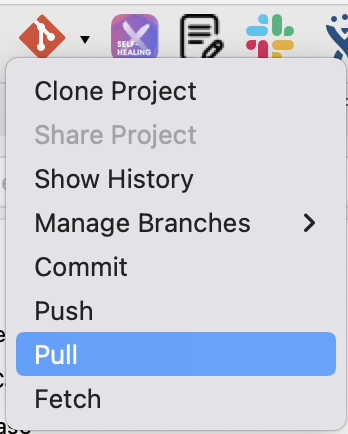 SELF-
HEALING
Clone Project
Share Project
Show History
Manage Branches
Commit
Push
Pull
Fetch